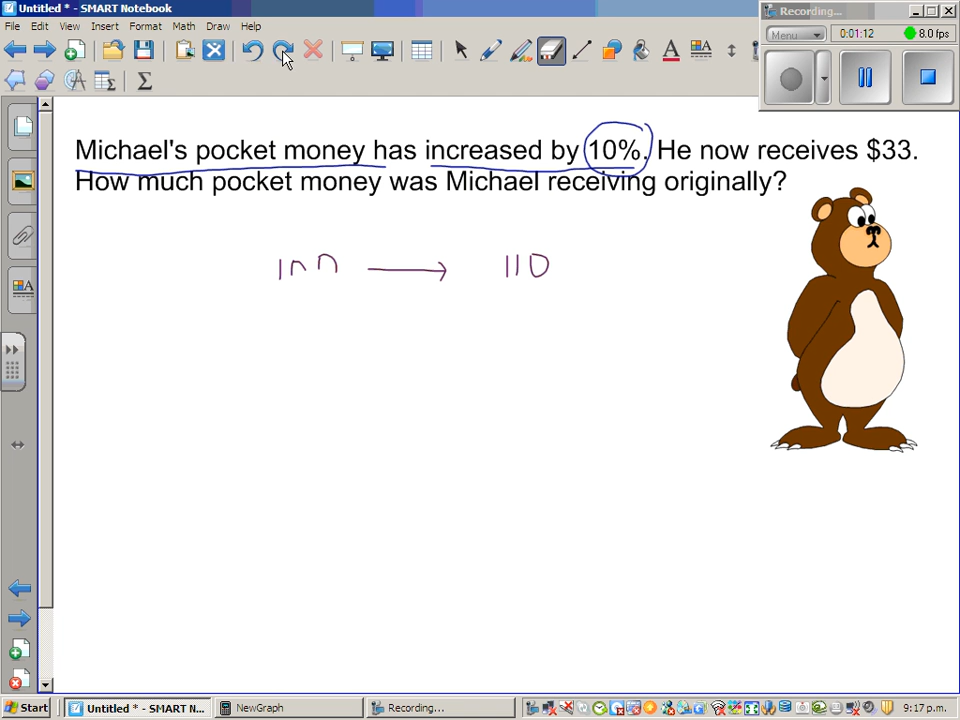 Untitled * - SMART Notebook
File Edit View Insert Format Math Draw Help
Recording...
Menu
0:01:12
8.0 fps
Michael's pocket money has increased by 10%. He now receives $33.
How much pocket money was Michael receiving originally?
110
Start
Untitled * - SMART N...
NewGraph
Recording...
9:17 p.m.